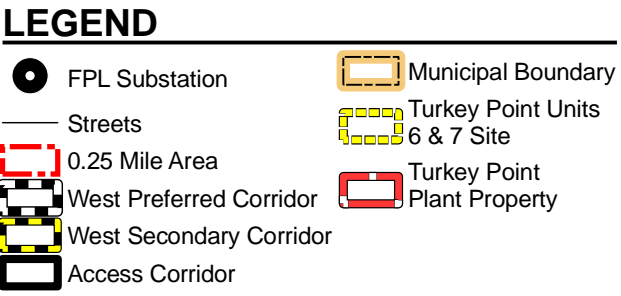 LEGEND
FPL Substation
Streets
0.25 Mile Area
West Preferred Corridor
West Secondary Corridor
Access Corridor
Municipal Boundary
Turkey Point Units
6 & 7 Site
Turkey Point
Plant Property